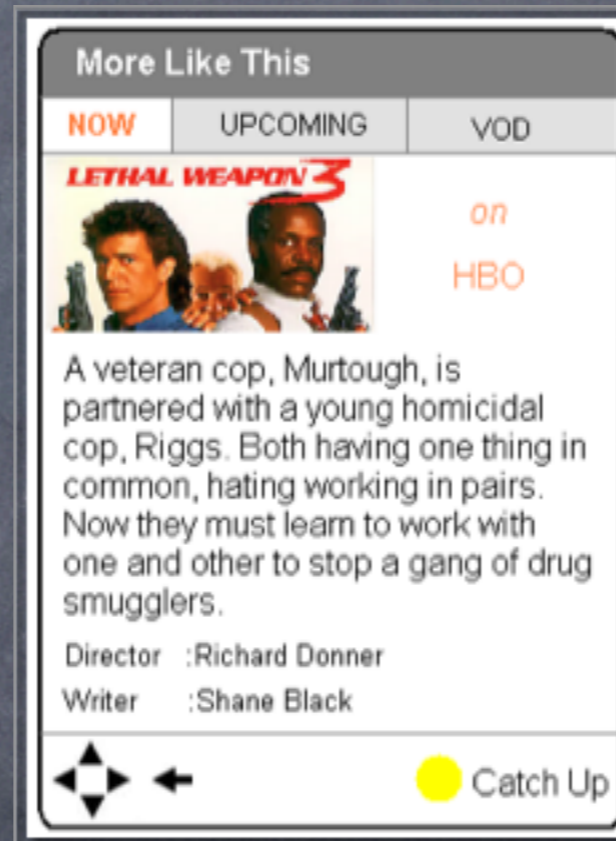 More Like This
NOW UPCOMING VOD
LETHAL WEAPON 3
on
HBO
A veteran cop, Murtough, is
partnered with a young homicidal
cop, Riggs. Both having one thing in
common, hating working in pairs.
Now they must learn to work with
one and other to stop a gang of drug
smugglers.
Director :Richard Donner
Writer :Shane Black
Catch Up